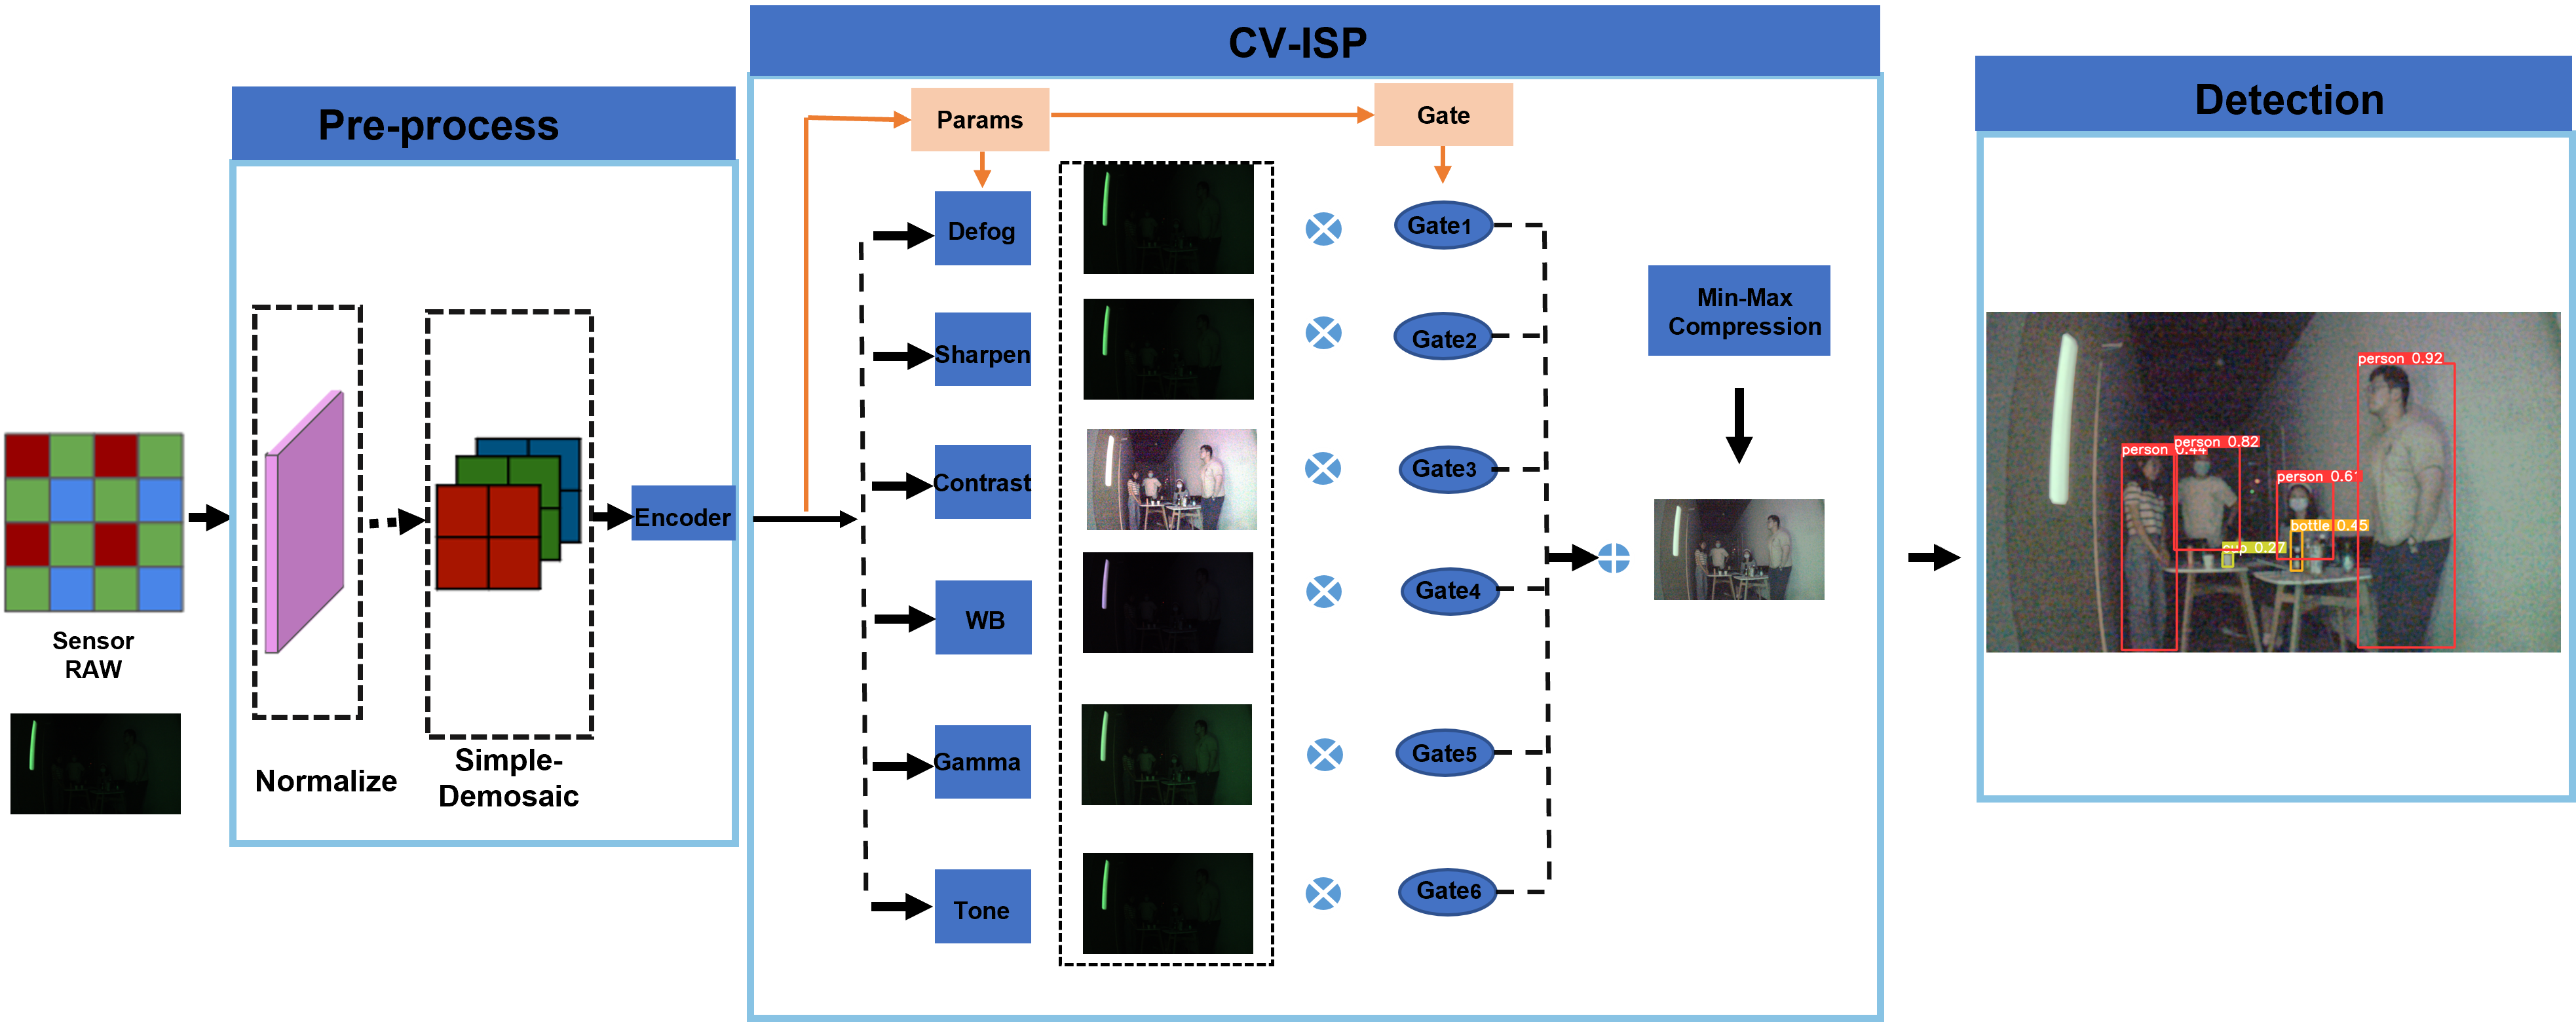 CV-ISP
Pre-process
Detection
Params
Gate
Defog
Gate1
Sharpen
Gate2
Min-Max
Compression
Contrast
Gate3
Encoder
WB
Gate4
Gamma
Gate5
Tone
Gate6
Sensor
RAW
Normalize
Simple-
Demosaic
person 0.92
person 0.82
person 0.44
person 0.61
bottle 0.45
cup 0.27